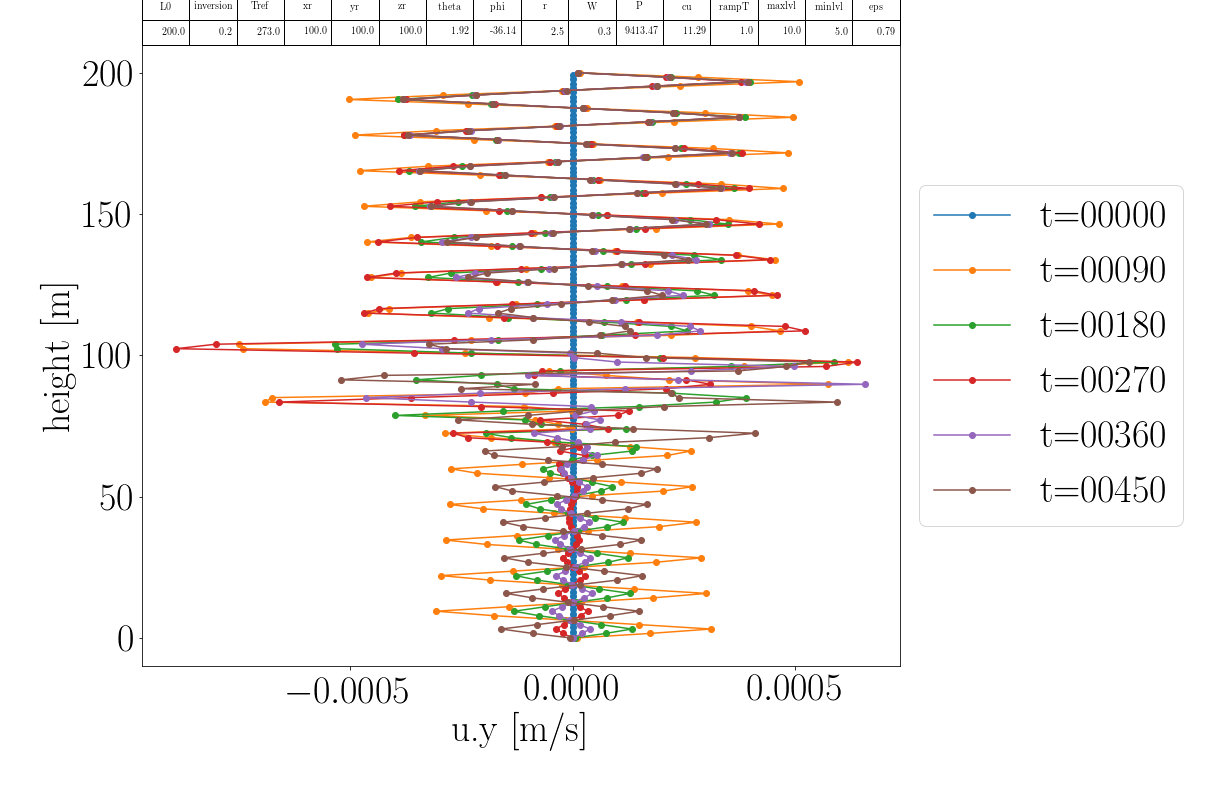 L0 inversion Tref xr yr zr theta phi r W P cu rampT maxlvl minlvl eps
200.0 0.2 273.0 100.0 100.0 100.0 1.92 -36.14 2.5 0.3 9413.47 11.29 1.0 10.0 5.0 0.79
200
150
100
50
0
height [m]
−0.0005 0.0000 0.0005
u.y [m/s]
t=00000
t=00090
t=00180
t=00270
t=00360
t=00450